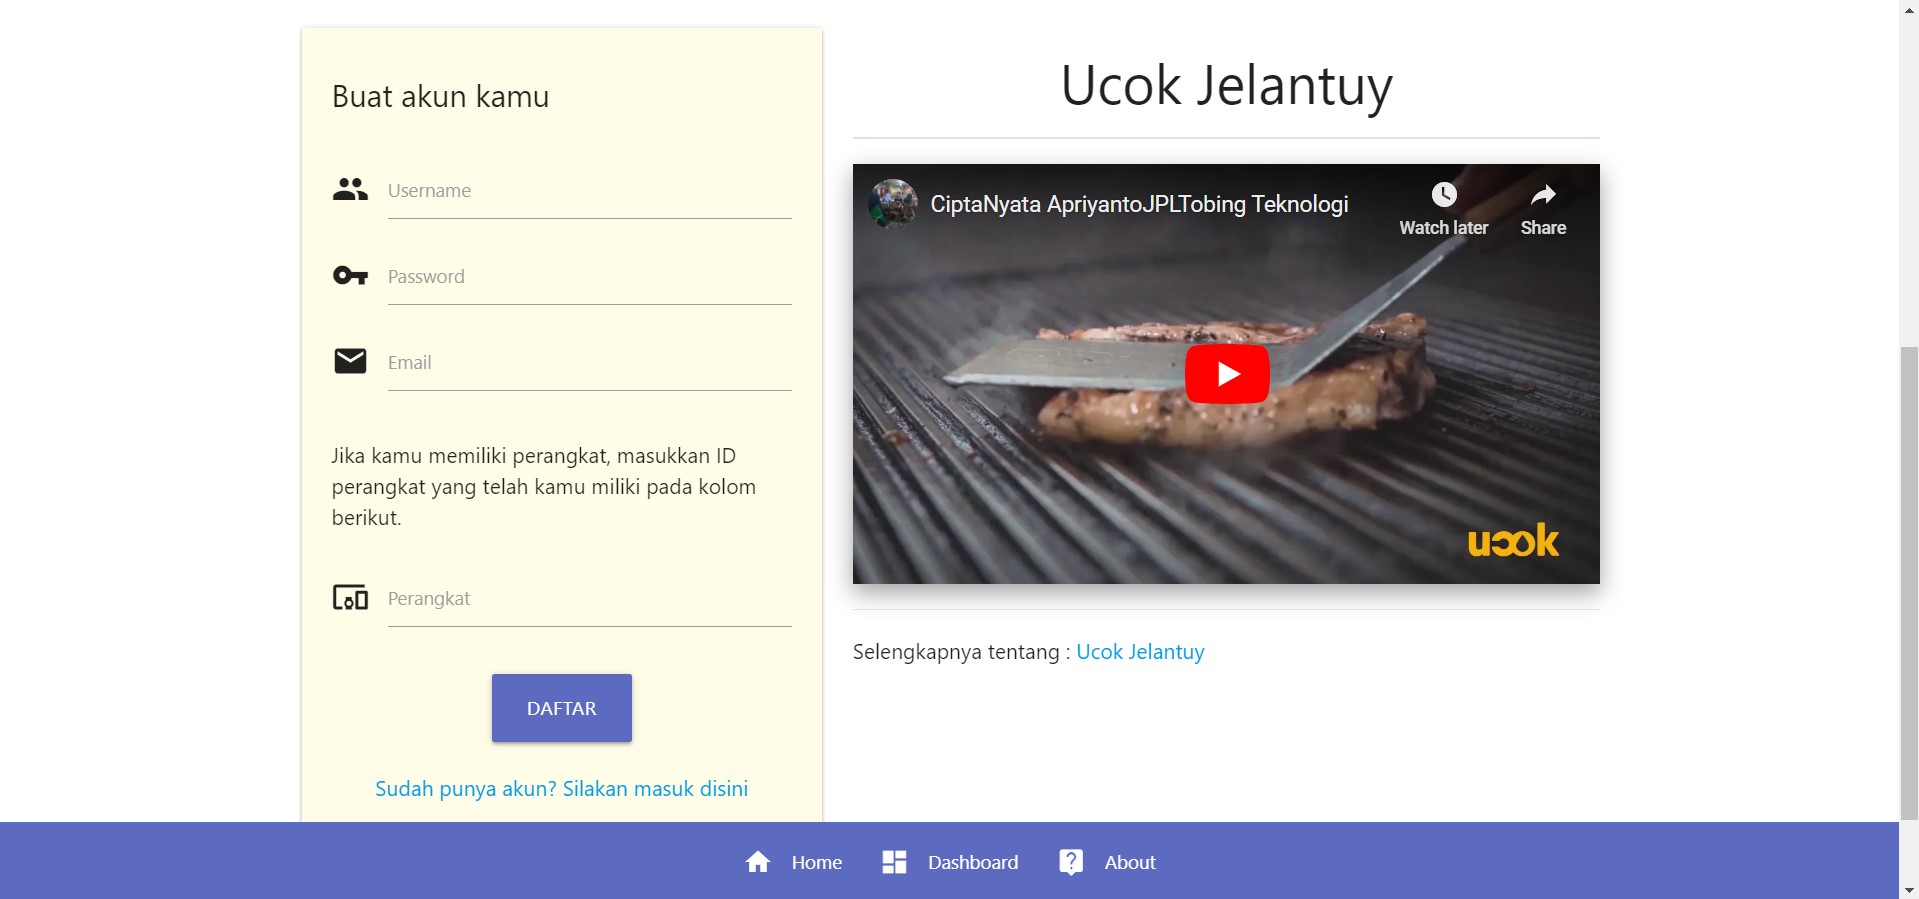 Buat akun kamu
Username
Password
Email
Jika kamu memiliki perangkat, masukkan ID
perangkat yang telah kamu miliki pada kolom
berikut.
Perangkat
DAFTAR
Sudah punya akun? Silakan masuk disini
Ucok Jelantuy
CiptaNyata ApriyantoJPLTobing Teknologi
Watch later
Share
ucok
Selengkapnya tentang : Ucok Jelantuy
Home
Dashboard
About